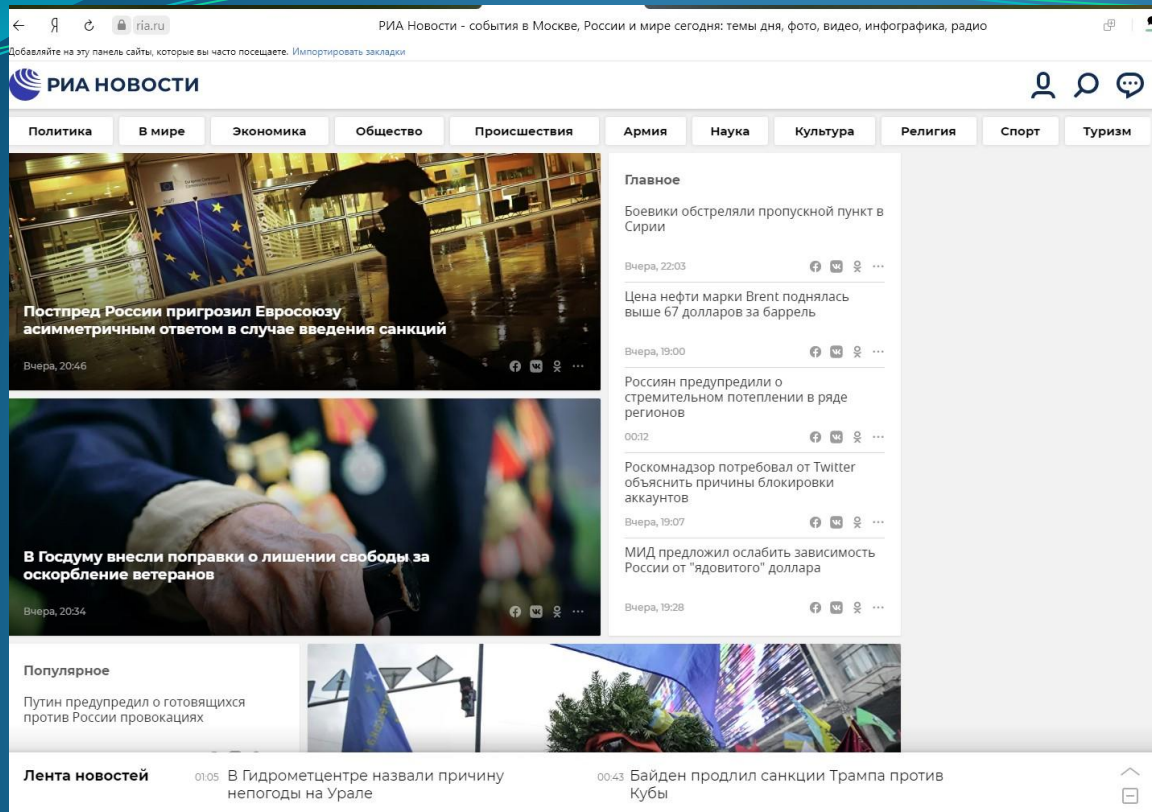 ria.ru
РИА Новости - события в Москве, России и мире сегодня: темы дня, фото, видео, инфографика, радио
Добавляйте на эту панель сайты, которые вы часто посещаете. Импортировать закладки
РИА НОВОСТИ
Политика В мире Экономика Общество Происшествия Армия Наука Культура Религия Спорт Туризм
Постпред России пригрозил Евросоюзу
асимметричным ответом в случае введения санкций
Вчера, 20:46
В Госдуму внесли поправки о лишении свободы за
оскорбление ветеранов
Вчера, 20:34
Главное
Боевики обстреляли пропускной пункт в
Сирии
Вчера, 22:03
Цена нефти марки Brent поднялась
выше 67 долларов за баррель
Вчера, 19:00
Россиян предупредили о
стремительном потеплении в ряде
регионов
00:12
Роскомнадзор потребовал от Twitter
объяснить причины блокировки
аккаунтов
Вчера, 19:07
МИД предложил ослабить зависимость
России от "ядовитого" доллара
Вчера, 19:28
Популярное
Путин предупредил о готовящихся
против России провокациях
Лента новостей
01:05 В Гидрометцентре назвали причину
непогоды на Урале
00:43 Байден продлил санкции Трампа против
Кубы